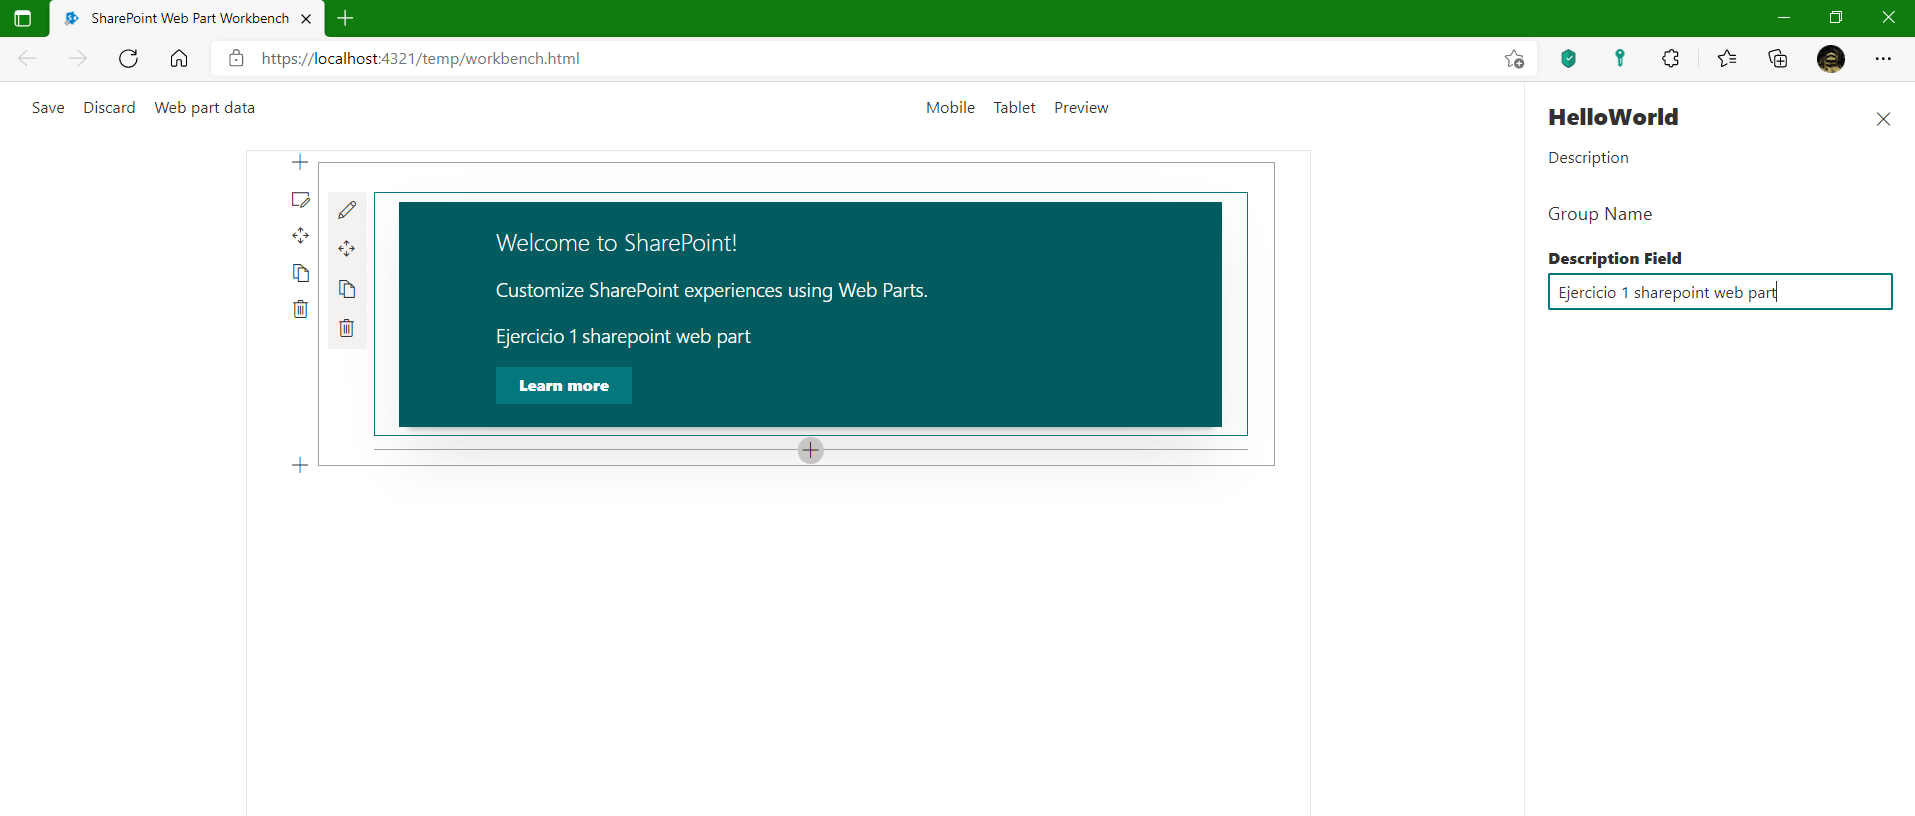 SharePoint Web Part Workbench
https://localhost:4321/temp/workbench.html
Save Discard Web part data Mobile Tablet Preview
Welcome to SharePoint!
Customize SharePoint experiences using Web Parts.
Ejercicio 1 sharepoint web part
Learn more
HelloWorld
Description
Group Name
Description Field
Ejercicio 1 sharepoint web part